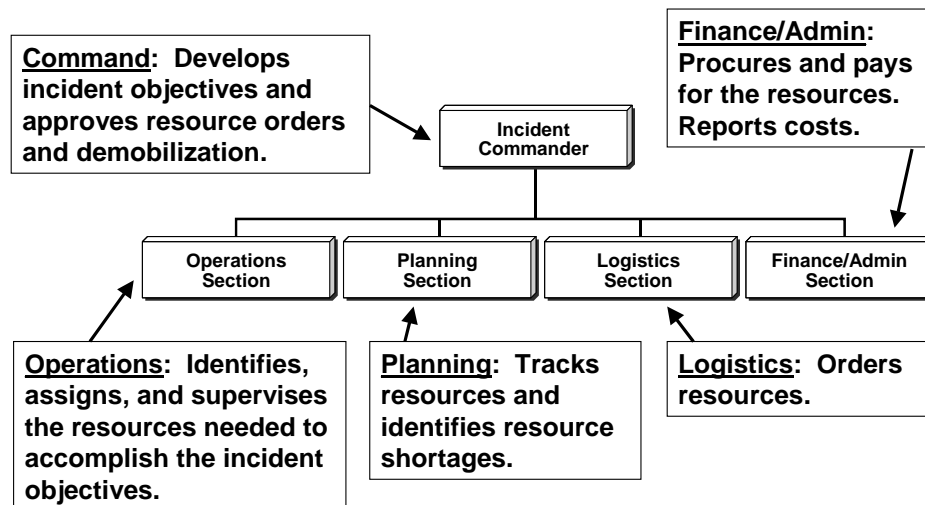 Command:  Develops
incident objectives and
approves resource orders
and demobilization.
Finance/Admin:
Procures and pays
for the resources.
Reports costs.
Incident
Commander
Operations
Section
Planning
Section
Logistics
Section
Finance/Admin
Section
Operations:  Identifies,
assigns, and supervises
the resources needed to
accomplish the incident
objectives.
Planning:  Tracks
resources and
identifies resource
shortages.
Logistics:  Orders
resources.